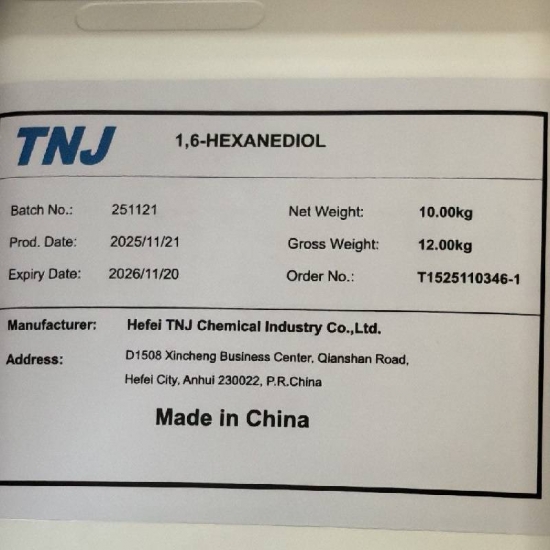 TNJ 1,6-HEXANEDIOL
Batch No.: 251121 Net Weight: 10.00kg
Prod. Date: 2025/11/21 Gross Weight: 12.00kg
Expiry Date: 2026/11/20 Order No.: T1525110346-1
Manufacturer: Hefei TNJ Chemical Industry Co.,Ltd.
Address: D1508 Xincheng Business Center, Qianshan Road,
Hefei City, Anhui 230022, P.R.China
Made in China